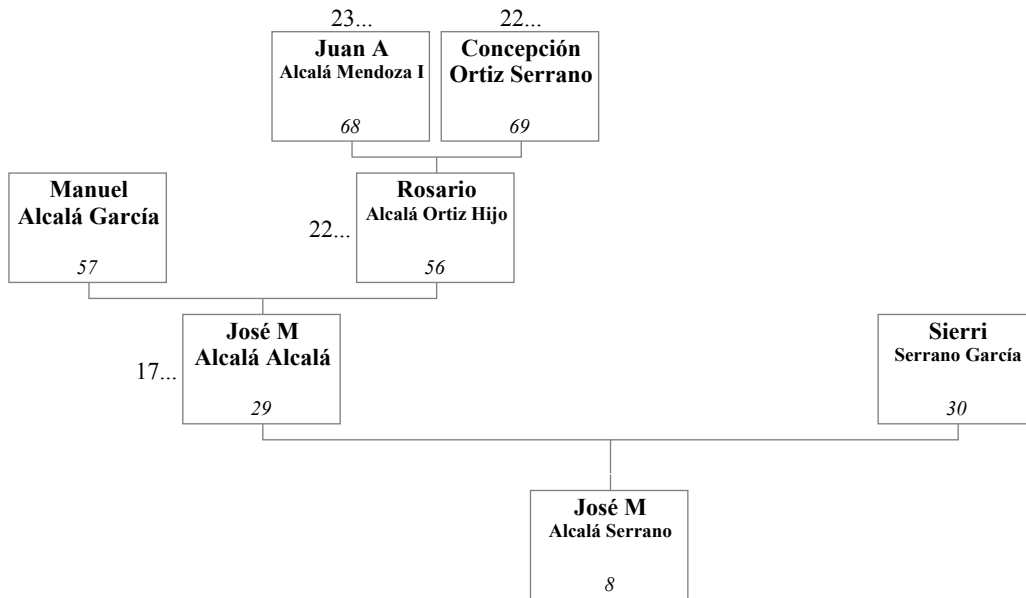 23...
22...
Juan A
Alcalá Mendoza I
68
Concepción
Ortiz Serrano
69
Manuel
Alcalá García
57
Rosario
Alcalá Ortiz Hijo
56
22...
José M
Alcalá Alcalá
29
17...
Sierri
Serrano García
30
José M
Alcalá Serrano
8